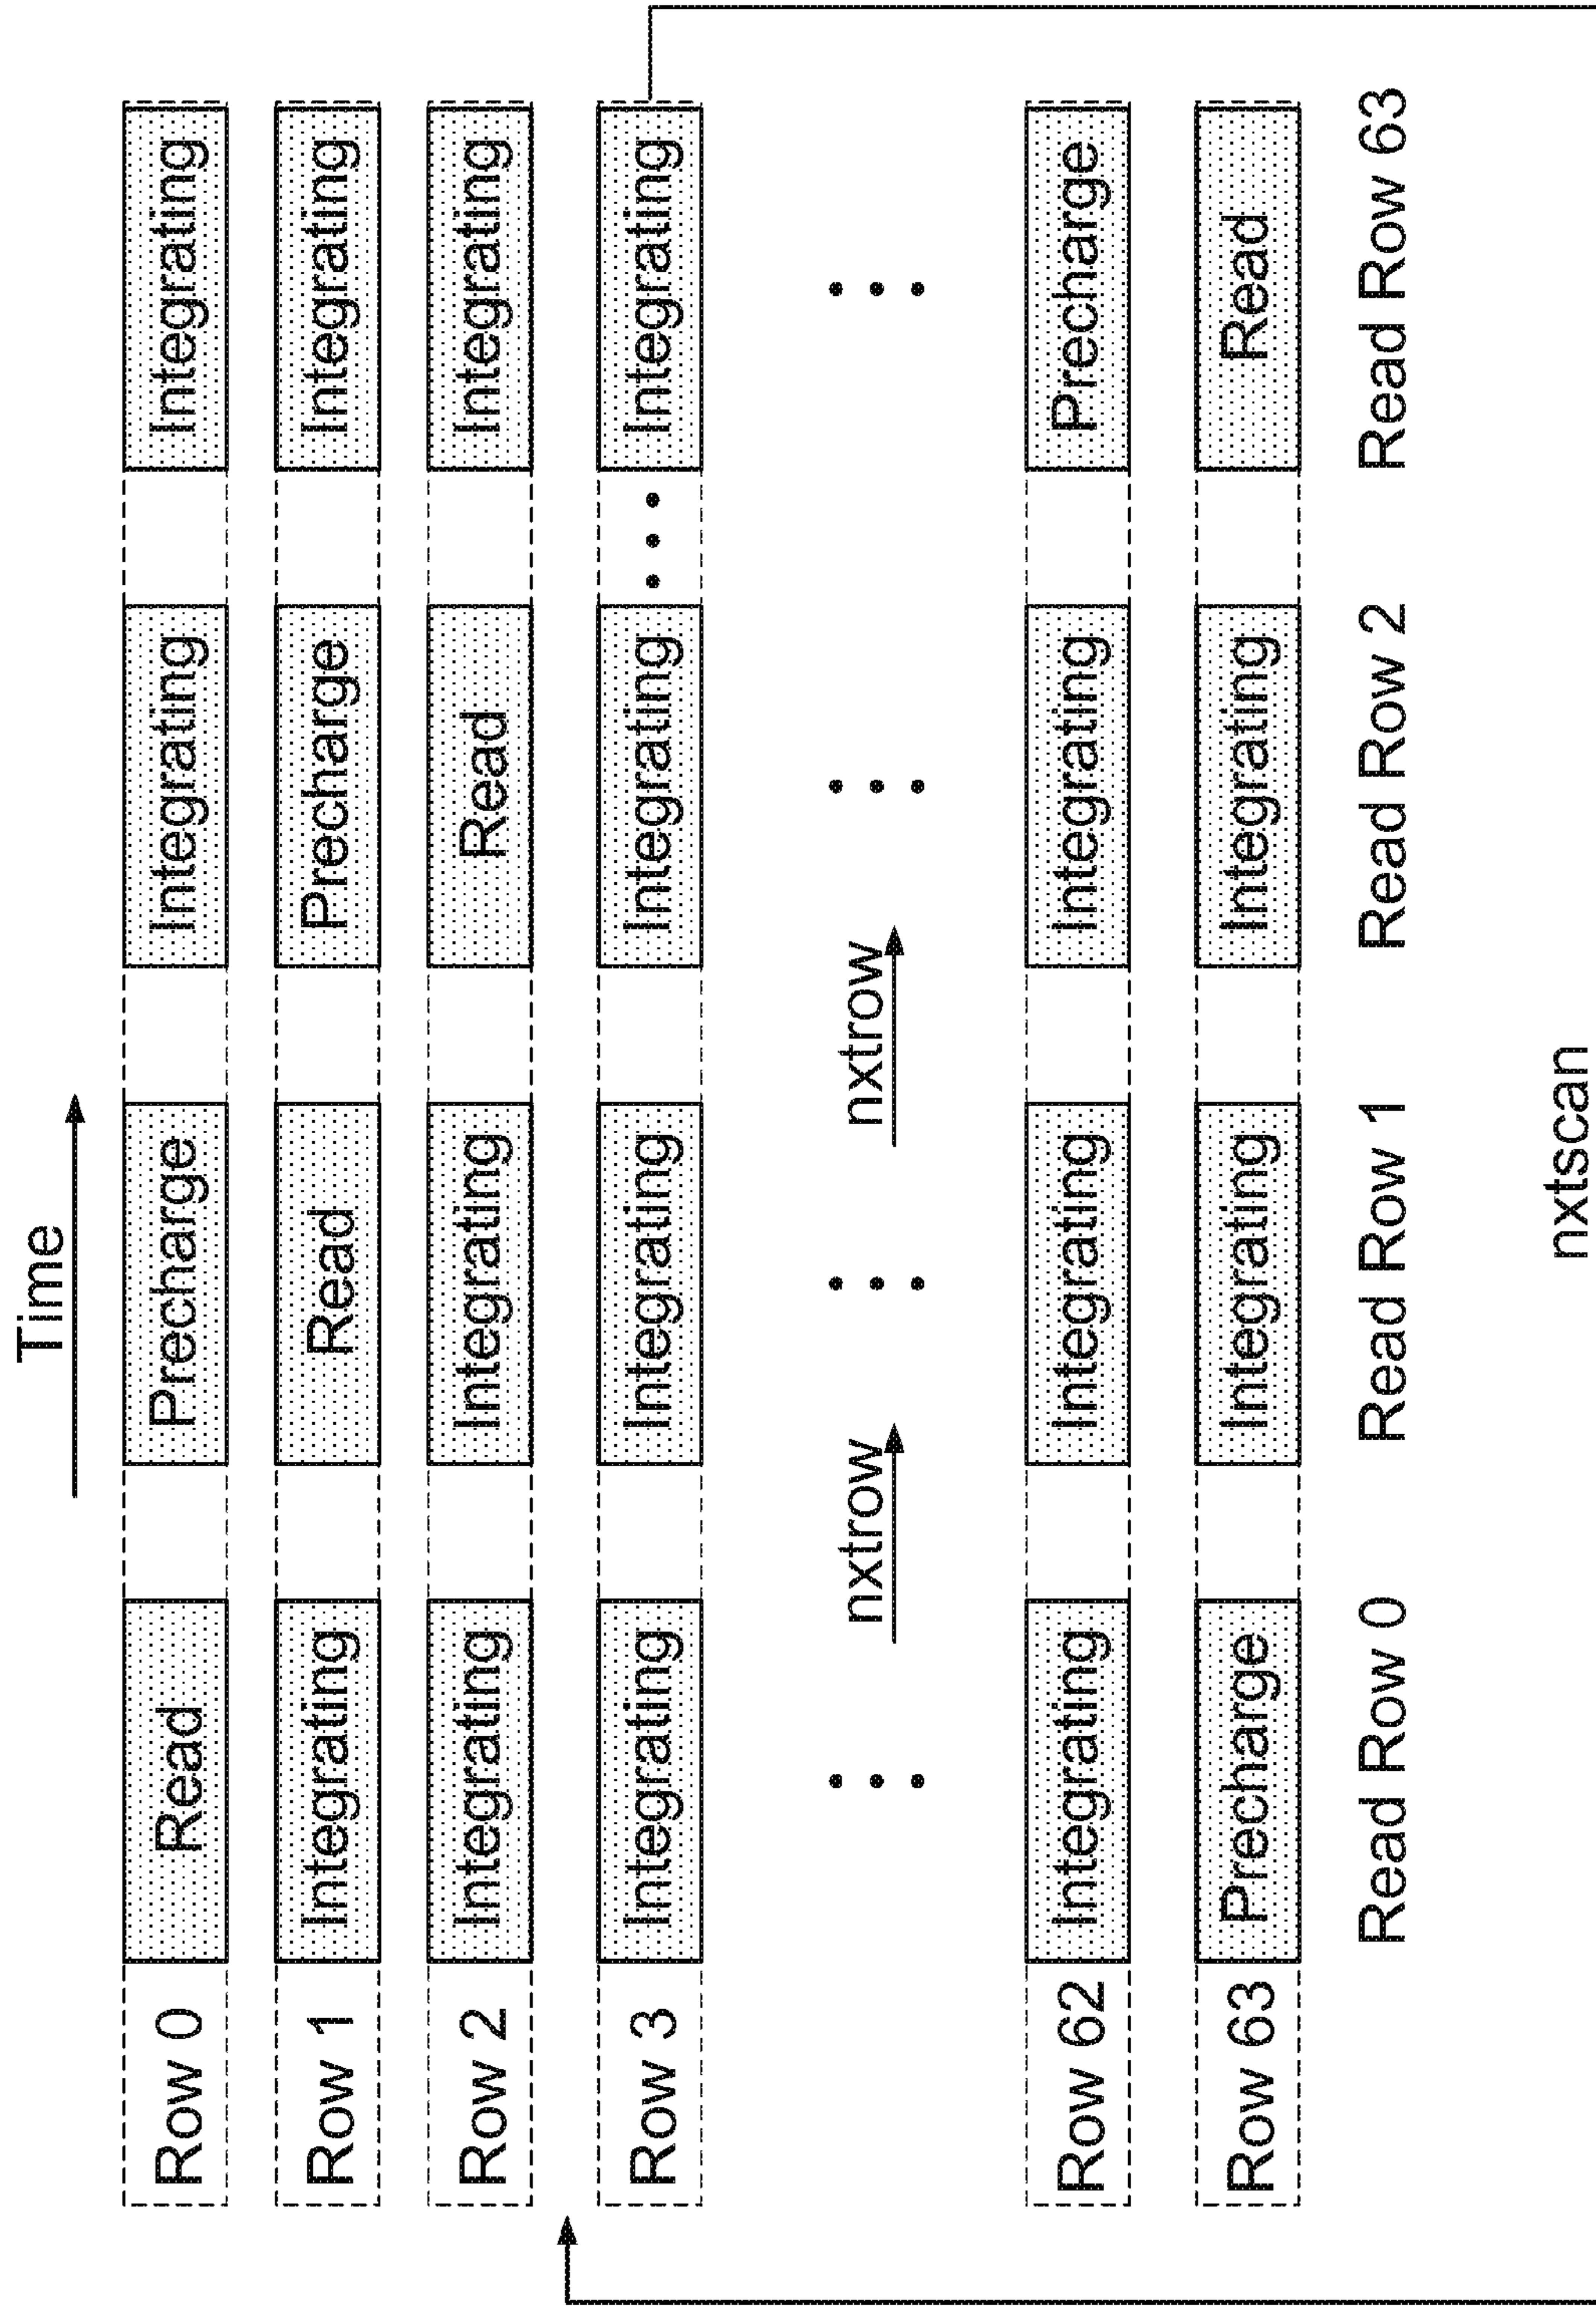 Time
Row 0 Read Precharge Integrating Integrating
Row 1 Integrating Read Precharge Integrating
Row 2 Integrating Integrating Read Integrating
Row 3 Integrating Integrating Integrating • • • Integrating
nxtrow nxtrow
Row 62 Integrating Integrating Integrating Precharge
Row 63 Precharge Integrating Integrating Read
Read Row 0 Read Row 1 Read Row 2 Read Row 63
nxtscan